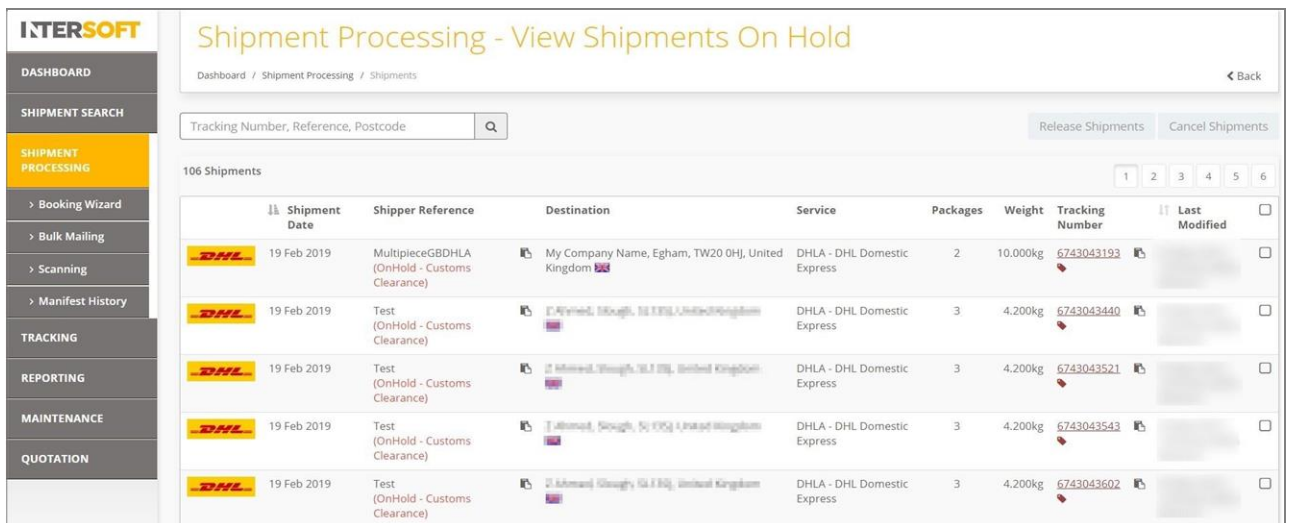 INTERSOFT
Shipment Processing - View Shipments On Hold
DASHBOARD
Dashboard / Shipment Processing / Shipments
Back
SHIPMENT SEARCH
Tracking Number, Reference, Postcode
Release Shipments
Cancel Shipments
SHIPMENT
PROCESSING
106 Shipments
1 2 3 4 5 6
> Booking Wizard
> Bulk Mailing
> Scanning
> Manifest History
TRACKING
REPORTING
MAINTENANCE
QUOTATION
Shipment Shipper Reference Destination Service Packages Weight Tracking Last
Date Number Modified
DHL 19 Feb 2019 MultipieceGBDHLA My Company Name, Egham, TW20 0HJ, United DHLA - DHL Domestic 2 10.000kg 6743043193
(OnHold - Customs Kingdom Express
Clearance)
DHL 19 Feb 2019 Test DHLA - DHL Domestic 3 4.200kg 6743043440
(OnHold - Customs Express
Clearance)
DHL 19 Feb 2019 Test DHLA - DHL Domestic 3 4.200kg 6743043521
(OnHold - Customs Express
Clearance)
DHL 19 Feb 2019 Test DHLA - DHL Domestic 3 4.200kg 6743043543
(OnHold - Customs Express
Clearance)
DHL 19 Feb 2019 Test DHLA - DHL Domestic 3 4.200kg 6743043602
(OnHold - Customs Express
Clearance)